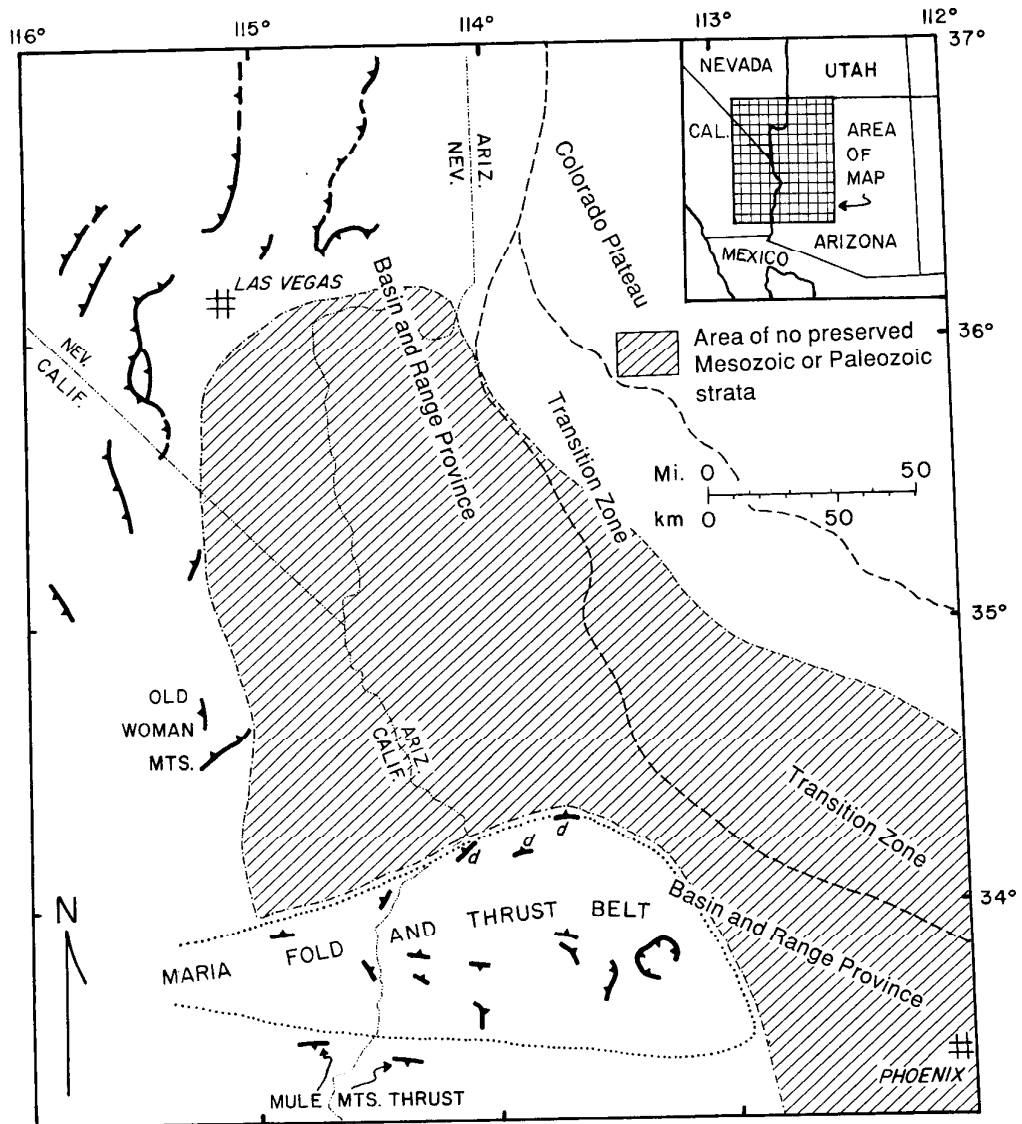 116°
115°
114°
113°
112°
37°
NEVADA
UTAH
CAL.
AREA
OF
MAP
ARIZONA
MEXICO
ARIZ.
NEV.
Colorado Plateau
LAS VEGAS
Basin and Range Province
36°
Area of no preserved
Mesozoic or Paleozoic
strata
NEV.
CALIF.
Transition Zone
Mi. 0 50
km 0 50
35°
OLD
WOMAN
MTS.
ARIZ.
CALIF.
Transition Zone
d
d
d
34°
N
MARIA FOLD AND THRUST BELT
Basin and Range Province
PHOENIX
MULE MTS. THRUST
115°
114°
113°